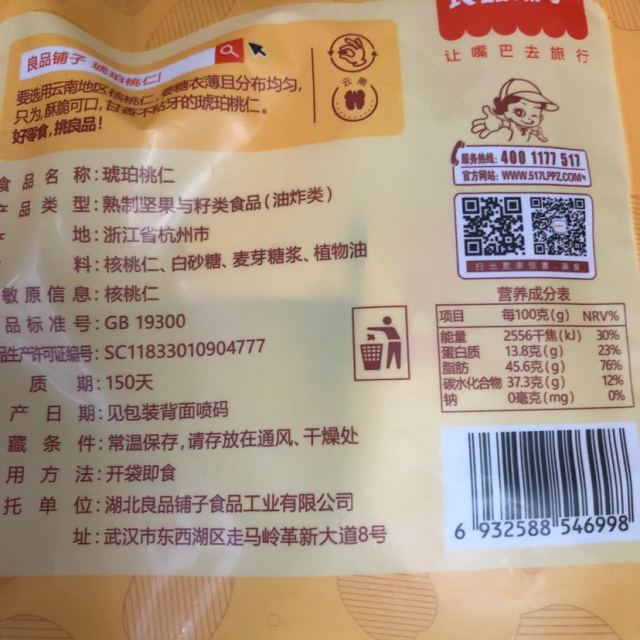 良品铺子 琥珀桃仁
要选用云南地区核桃仁,要糖衣薄且分布均匀,
只为,酥脆可口,甘香不粘牙的琥珀桃仁。
好零食,挑良品!
云南
让嘴巴去旅行
服务热线: 400 1177 517
官方网站: WWW.517LPPZ.COM
食品名称:琥珀桃仁
产品类型:熟制坚果与籽类食品(油炸类)
地:浙江省杭州市
料:核桃仁、白砂糖、麦芽糖浆、植物油
敏原信息:核桃仁
品标准号:GB 19300
品生产许可证编号:SC11833010904777
质期:150天
产日期:见包装背面喷码
藏条件:常温保存,请存放在通风、干燥处
用方法:开袋即食
托单位:湖北良品铺子食品工业有限公司
址:武汉市东西湖区走马岭革新大道8号
营养成分表
项目 每100克(g) NRV%
能量 2556千焦(kJ) 30%
蛋白质 13.8克(g) 23%
脂肪 45.6克(g) 76%
碳水化合物 37.3克(g) 12%
钠 0毫克(mg) 0%
6 932588 546998